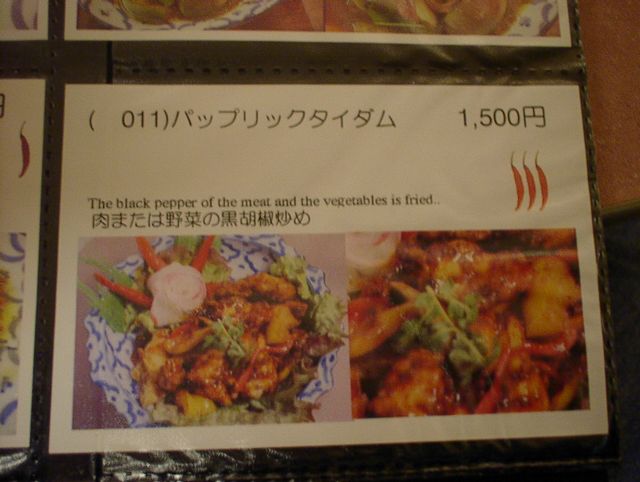 ( 011)パップリックタイダム 1,500円
The black pepper of the meat and the vegetables is fried..
肉または野菜の黒胡椒炒め